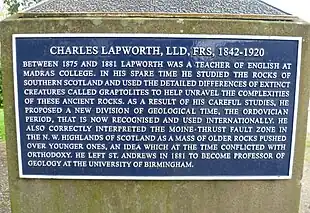 CHARLES LAPWORTH, LLD, FRS, 1842-1920
BETWEEN 1875 AND 1881 LAPWORTH WAS A TEACHER OF ENGLISH AT
MADRAS COLLEGE. IN HIS SPARE TIME HE STUDIED THE ROCKS OF
SOUTHERN SCOTLAND AND USED THE DETAILED DIFFERENCES OF EXTINCT
CREATURES CALLED GRAPTOLITES TO HELP UNRAVEL THE COMPLEXITIES
OF THESE ANCIENT ROCKS. AS A RESULT OF HIS CAREFUL STUDIES, HE
PROPOSED A NEW DIVISION OF GEOLOGICAL TIME, THE ORDOVICIAN
PERIOD, THAT IS NOW RECOGNISED AND USED INTERNATIONALLY. HE
ALSO CORRECTLY INTERPRETED THE MOINE-THRUST FAULT ZONE IN
THE N.W. HIGHLANDS OF SCOTLAND AS A MASS OF OLDER ROCKS PUSHED
OVER YOUNGER ONES, AN IDEA WHICH AT THE TIME CONFLICTED WITH
ORTHODOXY. HE LEFT ST. ANDREWS IN 1881 TO BECOME PROFESSOR OF
GEOLOGY AT THE UNIVERSITY OF BIRMINGHAM.